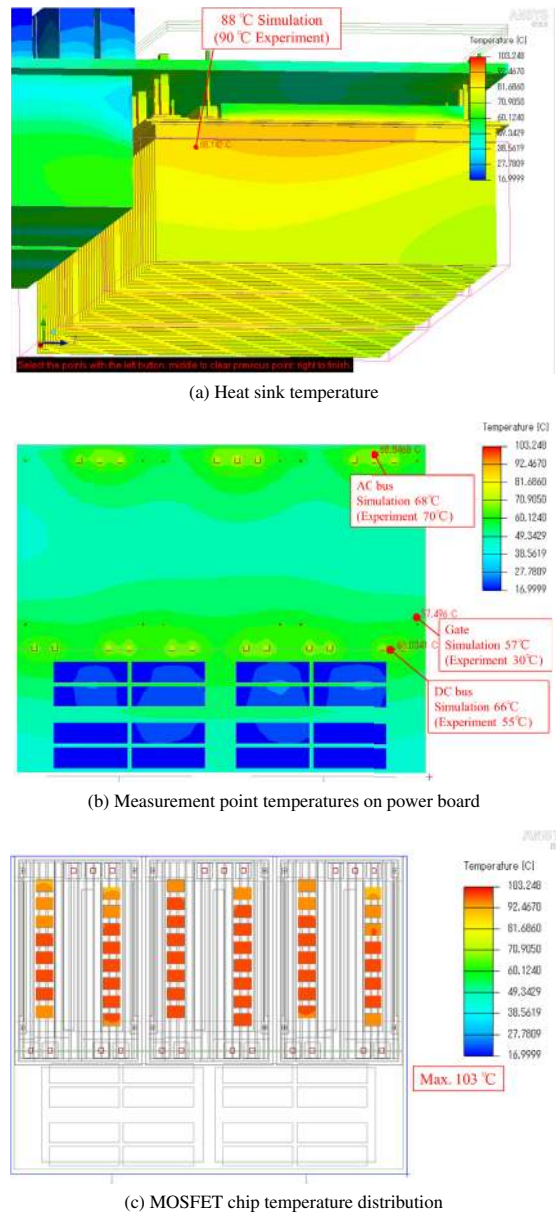 ANSYS
88 ℃ Simulation
(90 ℃ Experiment)
Temperature [C]
103.248
92.4670
81.6860
70.9050
60.1240
49.3429
38.5619
27.7809
16.9999
Select the points with the left button; middle to clear previous point; right to finish.
(a) Heat sink temperature
Temperature [C]
103.248
92.4670
81.6860
70.9050
60.1240
49.3429
38.5619
27.7809
16.9999
AC bus
Simulation 68℃
(Experiment 70℃)
57.496 C
Gate
Simulation 57℃
(Experiment 30℃)
DC bus
Simulation 66℃
(Experiment 55℃)
(b) Measurement point temperatures on power board
Temperature [C]
103.248
92.4670
81.6860
70.9050
60.1240
49.3429
38.5619
27.7809
16.9999
Max. 103 ℃
(c) MOSFET chip temperature distribution